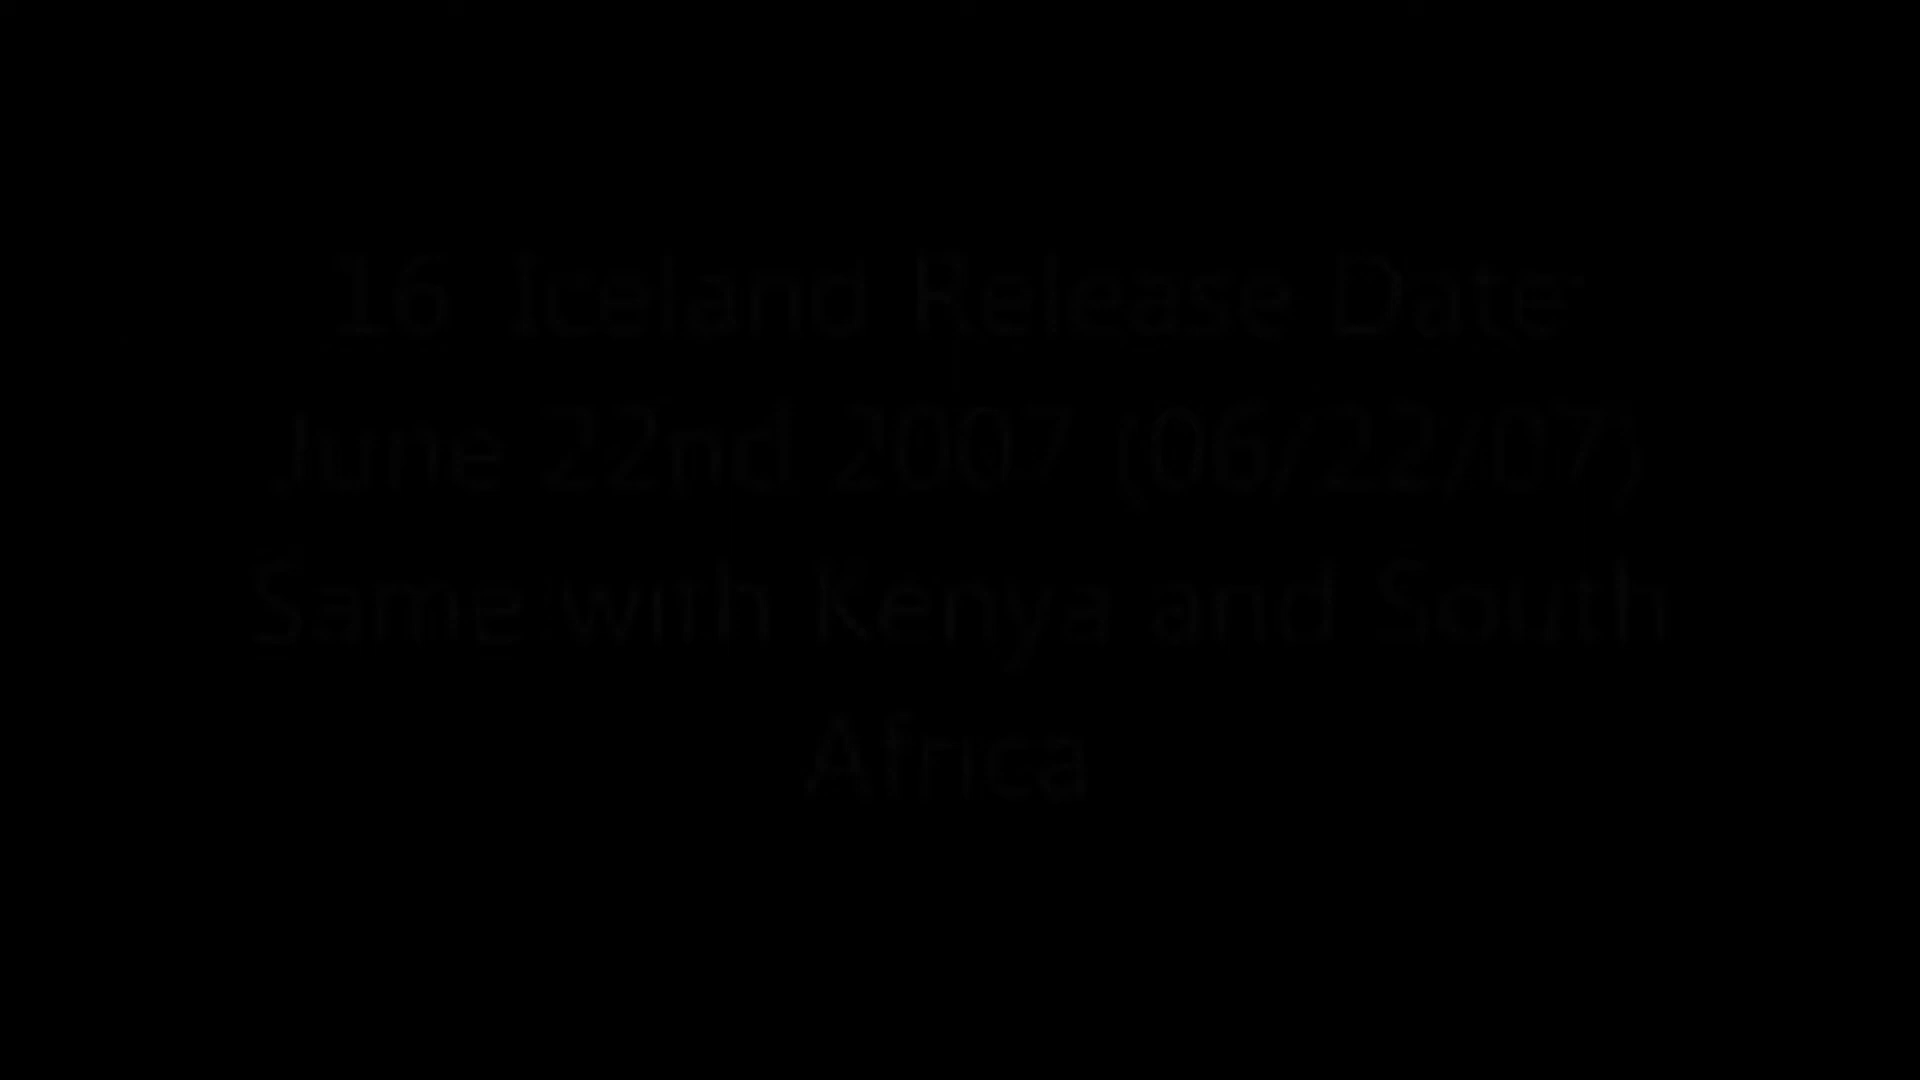 16 Iceland Release Date:
June 22nd 2007 (06/22/07)
Same with Kenya and South
Africa